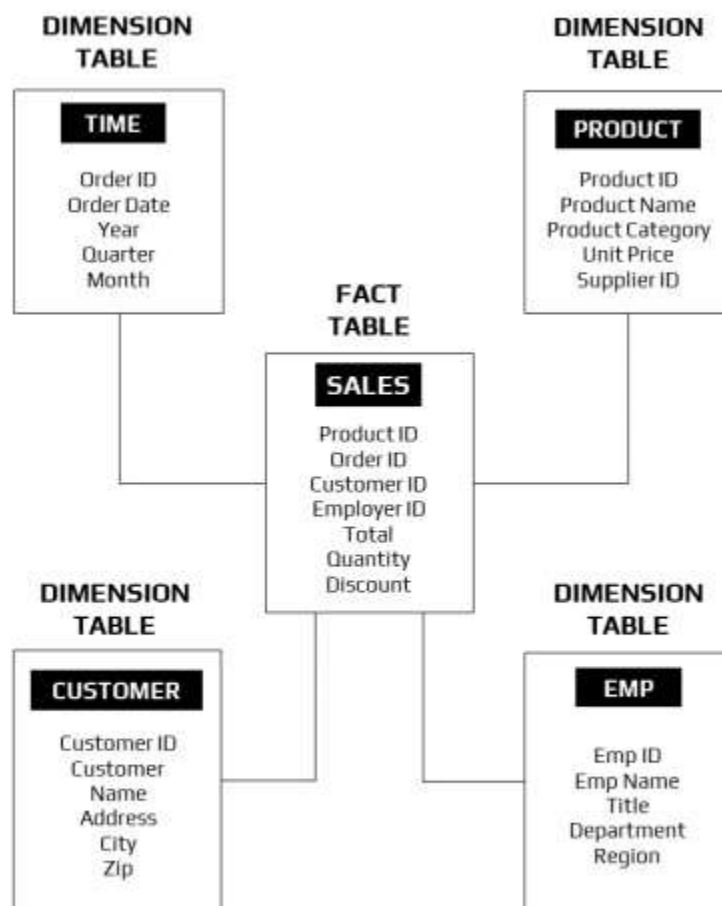 DIMENSION
TABLE
TIME
Order ID
Order Date
Year
Quarter
Month
DIMENSION
TABLE
PRODUCT
Product ID
Product Name
Product Category
Unit Price
Supplier ID
FACT
TABLE
SALES
Product ID
Order ID
Customer ID
Employer ID
Total
Quantity
Discount
DIMENSION
TABLE
CUSTOMER
Customer ID
Customer
Name
Address
City
Zip
DIMENSION
TABLE
EMP
Emp ID
Emp Name
Title
Department
Region